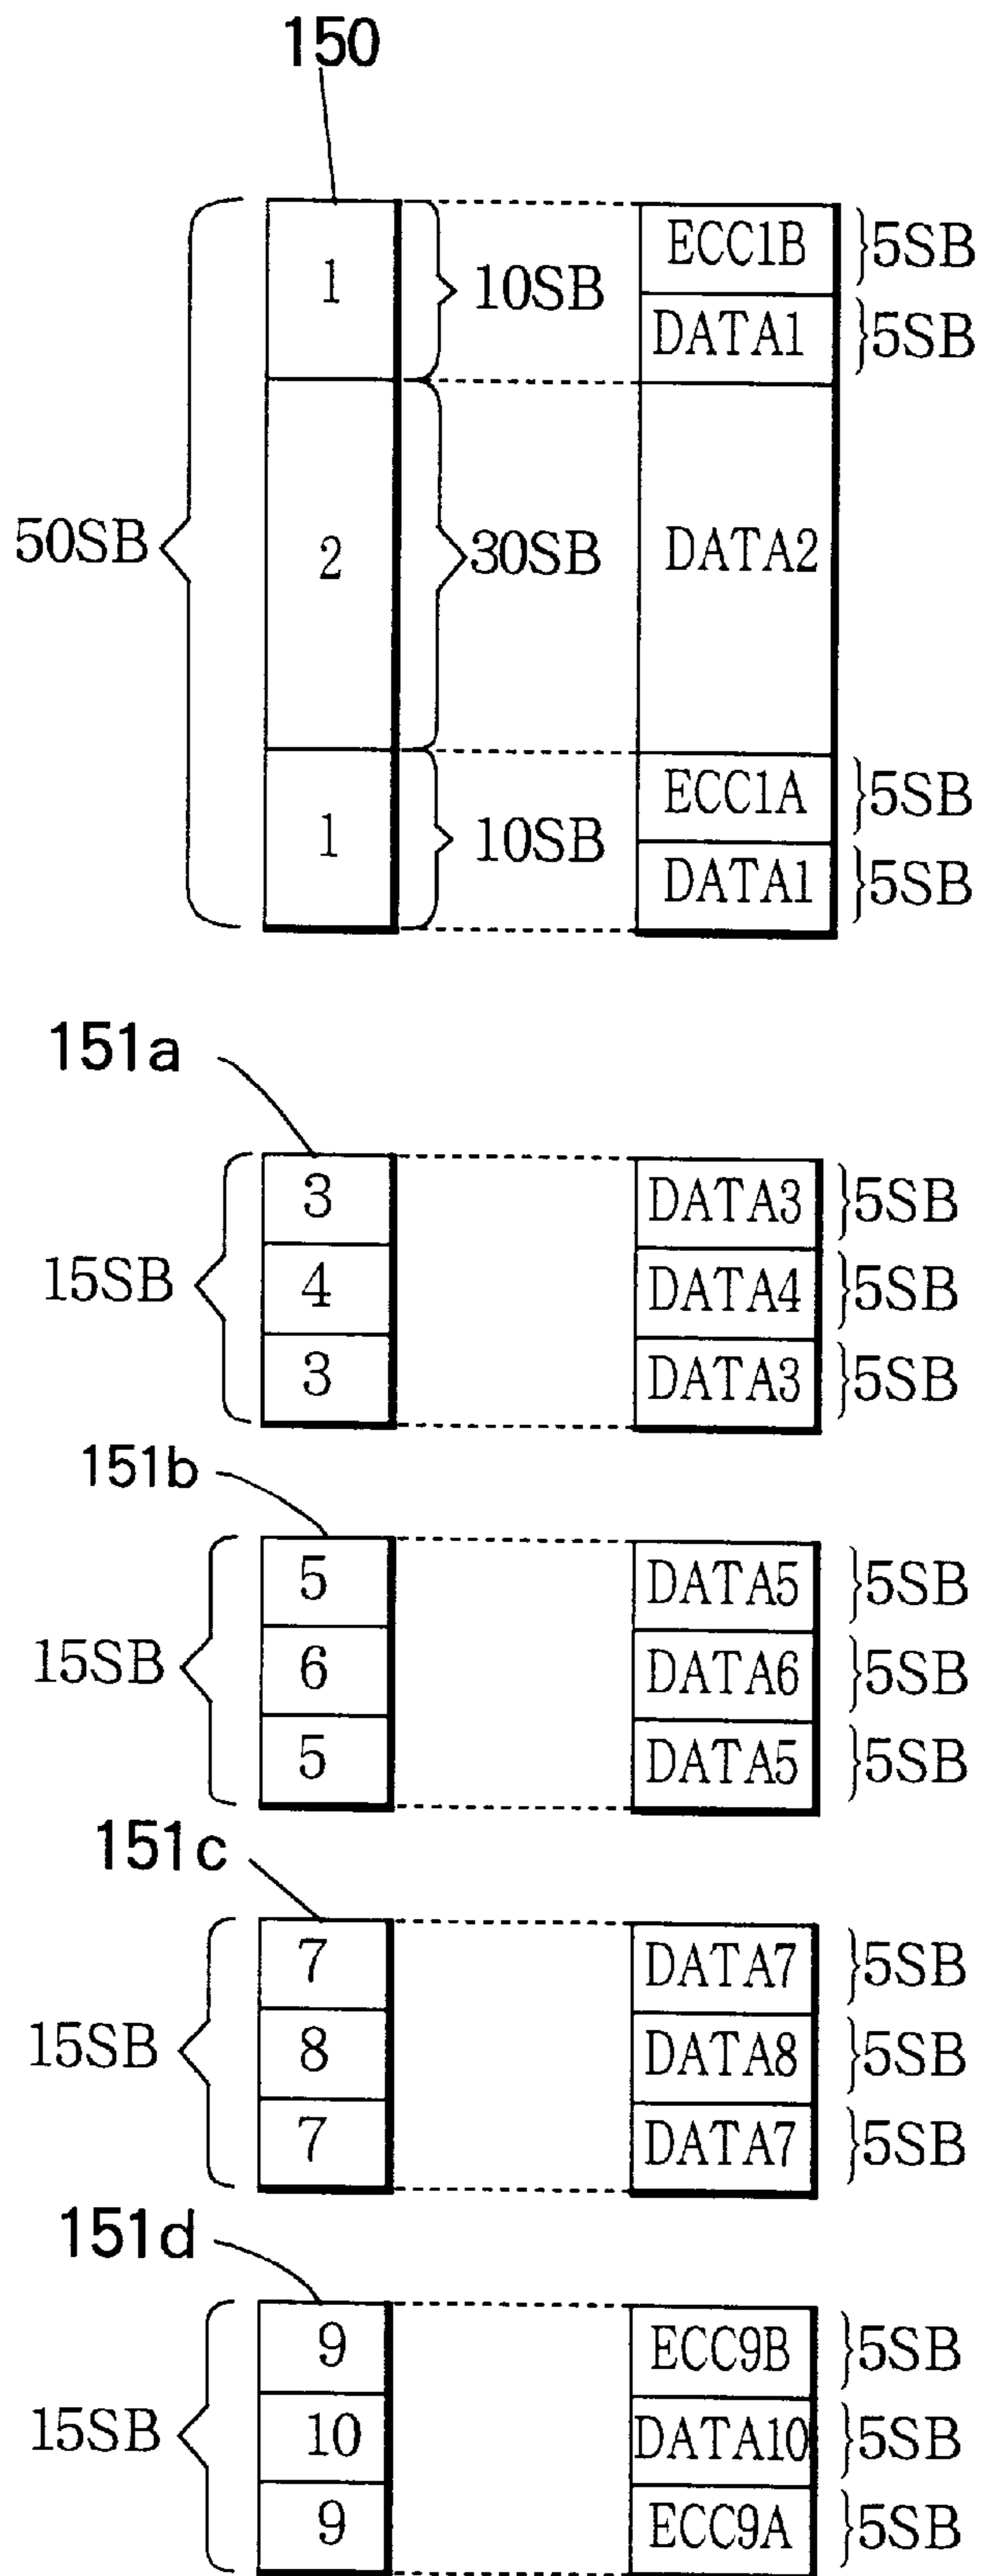 150
1 10SB ECC1B 5SB
DATA1 5SB
50SB 2 30SB DATA2
1 10SB ECC1A 5SB
DATA1 5SB
151a
3 DATA3 5SB
15SB 4 DATA4 5SB
3 DATA3 5SB
151b
5 DATA5 5SB
15SB 6 DATA6 5SB
5 DATA5 5SB
151c
7 DATA7 5SB
15SB 8 DATA8 5SB
7 DATA7 5SB
151d
9 ECC9B 5SB
15SB 10 DATA10 5SB
9 ECC9A 5SB